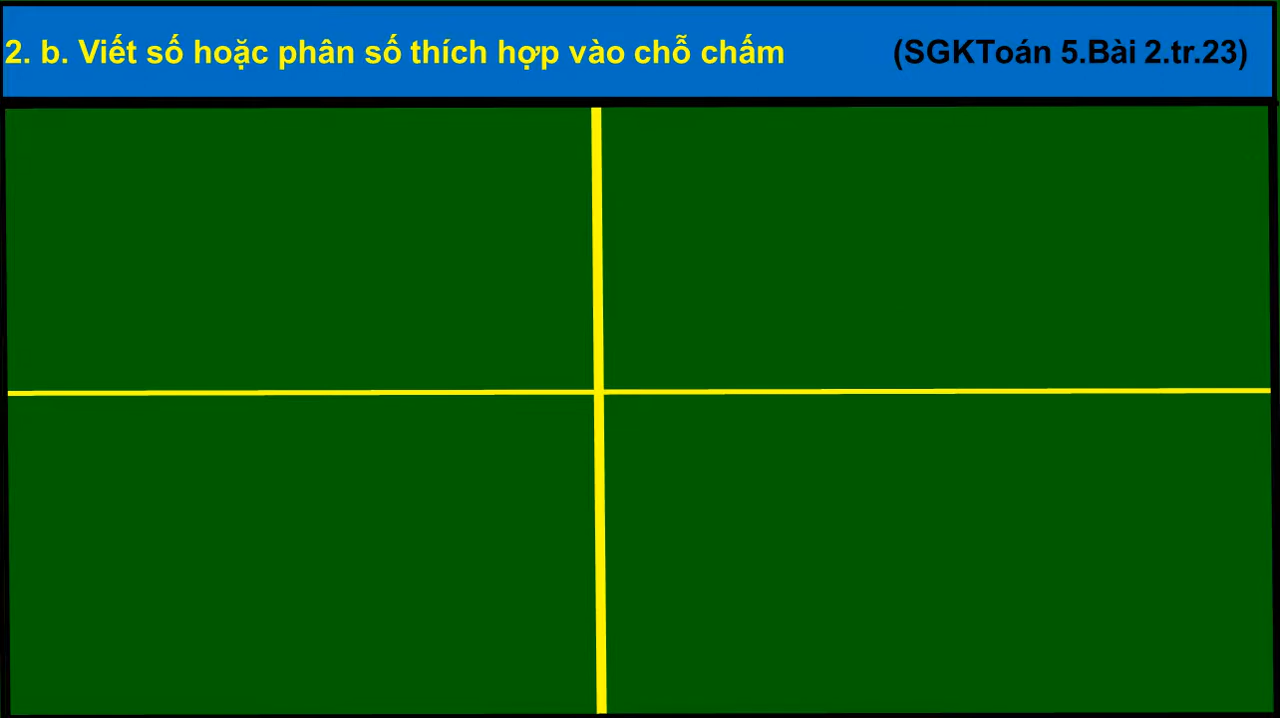 2. b. Viết số hoặc phân số thích hợp vào chỗ chấm (SGKToán 5.Bài 2.tr.23)